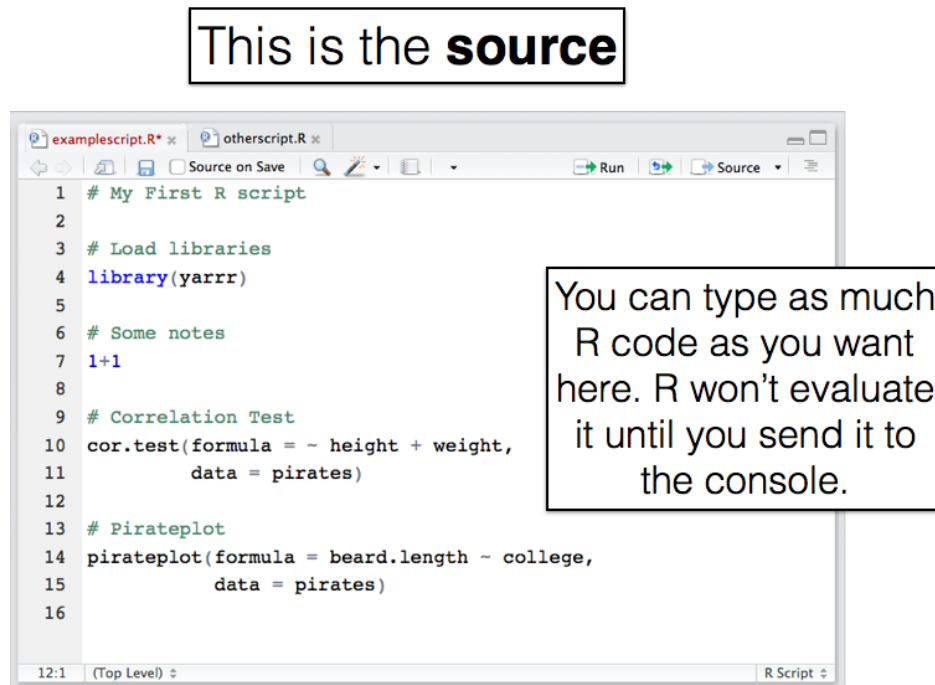 This is the source
examplescript.R* × otherscript.R ×
Source on Save Run Source
1 # My First R script
2
3 # Load libraries
4 library(yarrr)
5
6 # Some notes
7 1+1
8
9 # Correlation Test
10 cor.test(formula = ~ height + weight,
11 data = pirates)
12
13 # Pirateplot
14 pirateplot(formula = beard.length ~ college,
15 data = pirates)
16
You can type as much
R code as you want
here. R won’t evaluate
it until you send it to
the console.
12:1 (Top Level) R Script